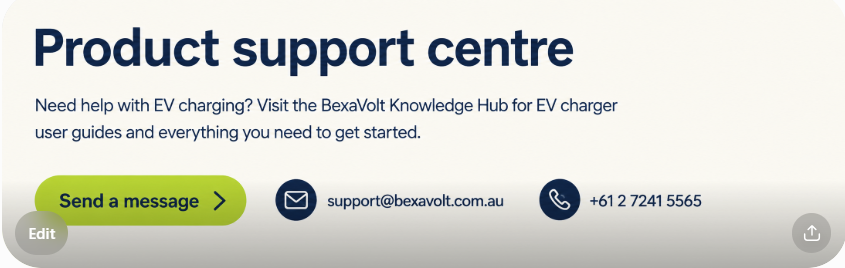 Product support centre
Need help with EV charging? Visit the BexaVolt Knowledge Hub for EV charger
user guides and everything you need to get started.
Send a message
support@bexavolt.com.au
+61 2 7241 5565
Edit